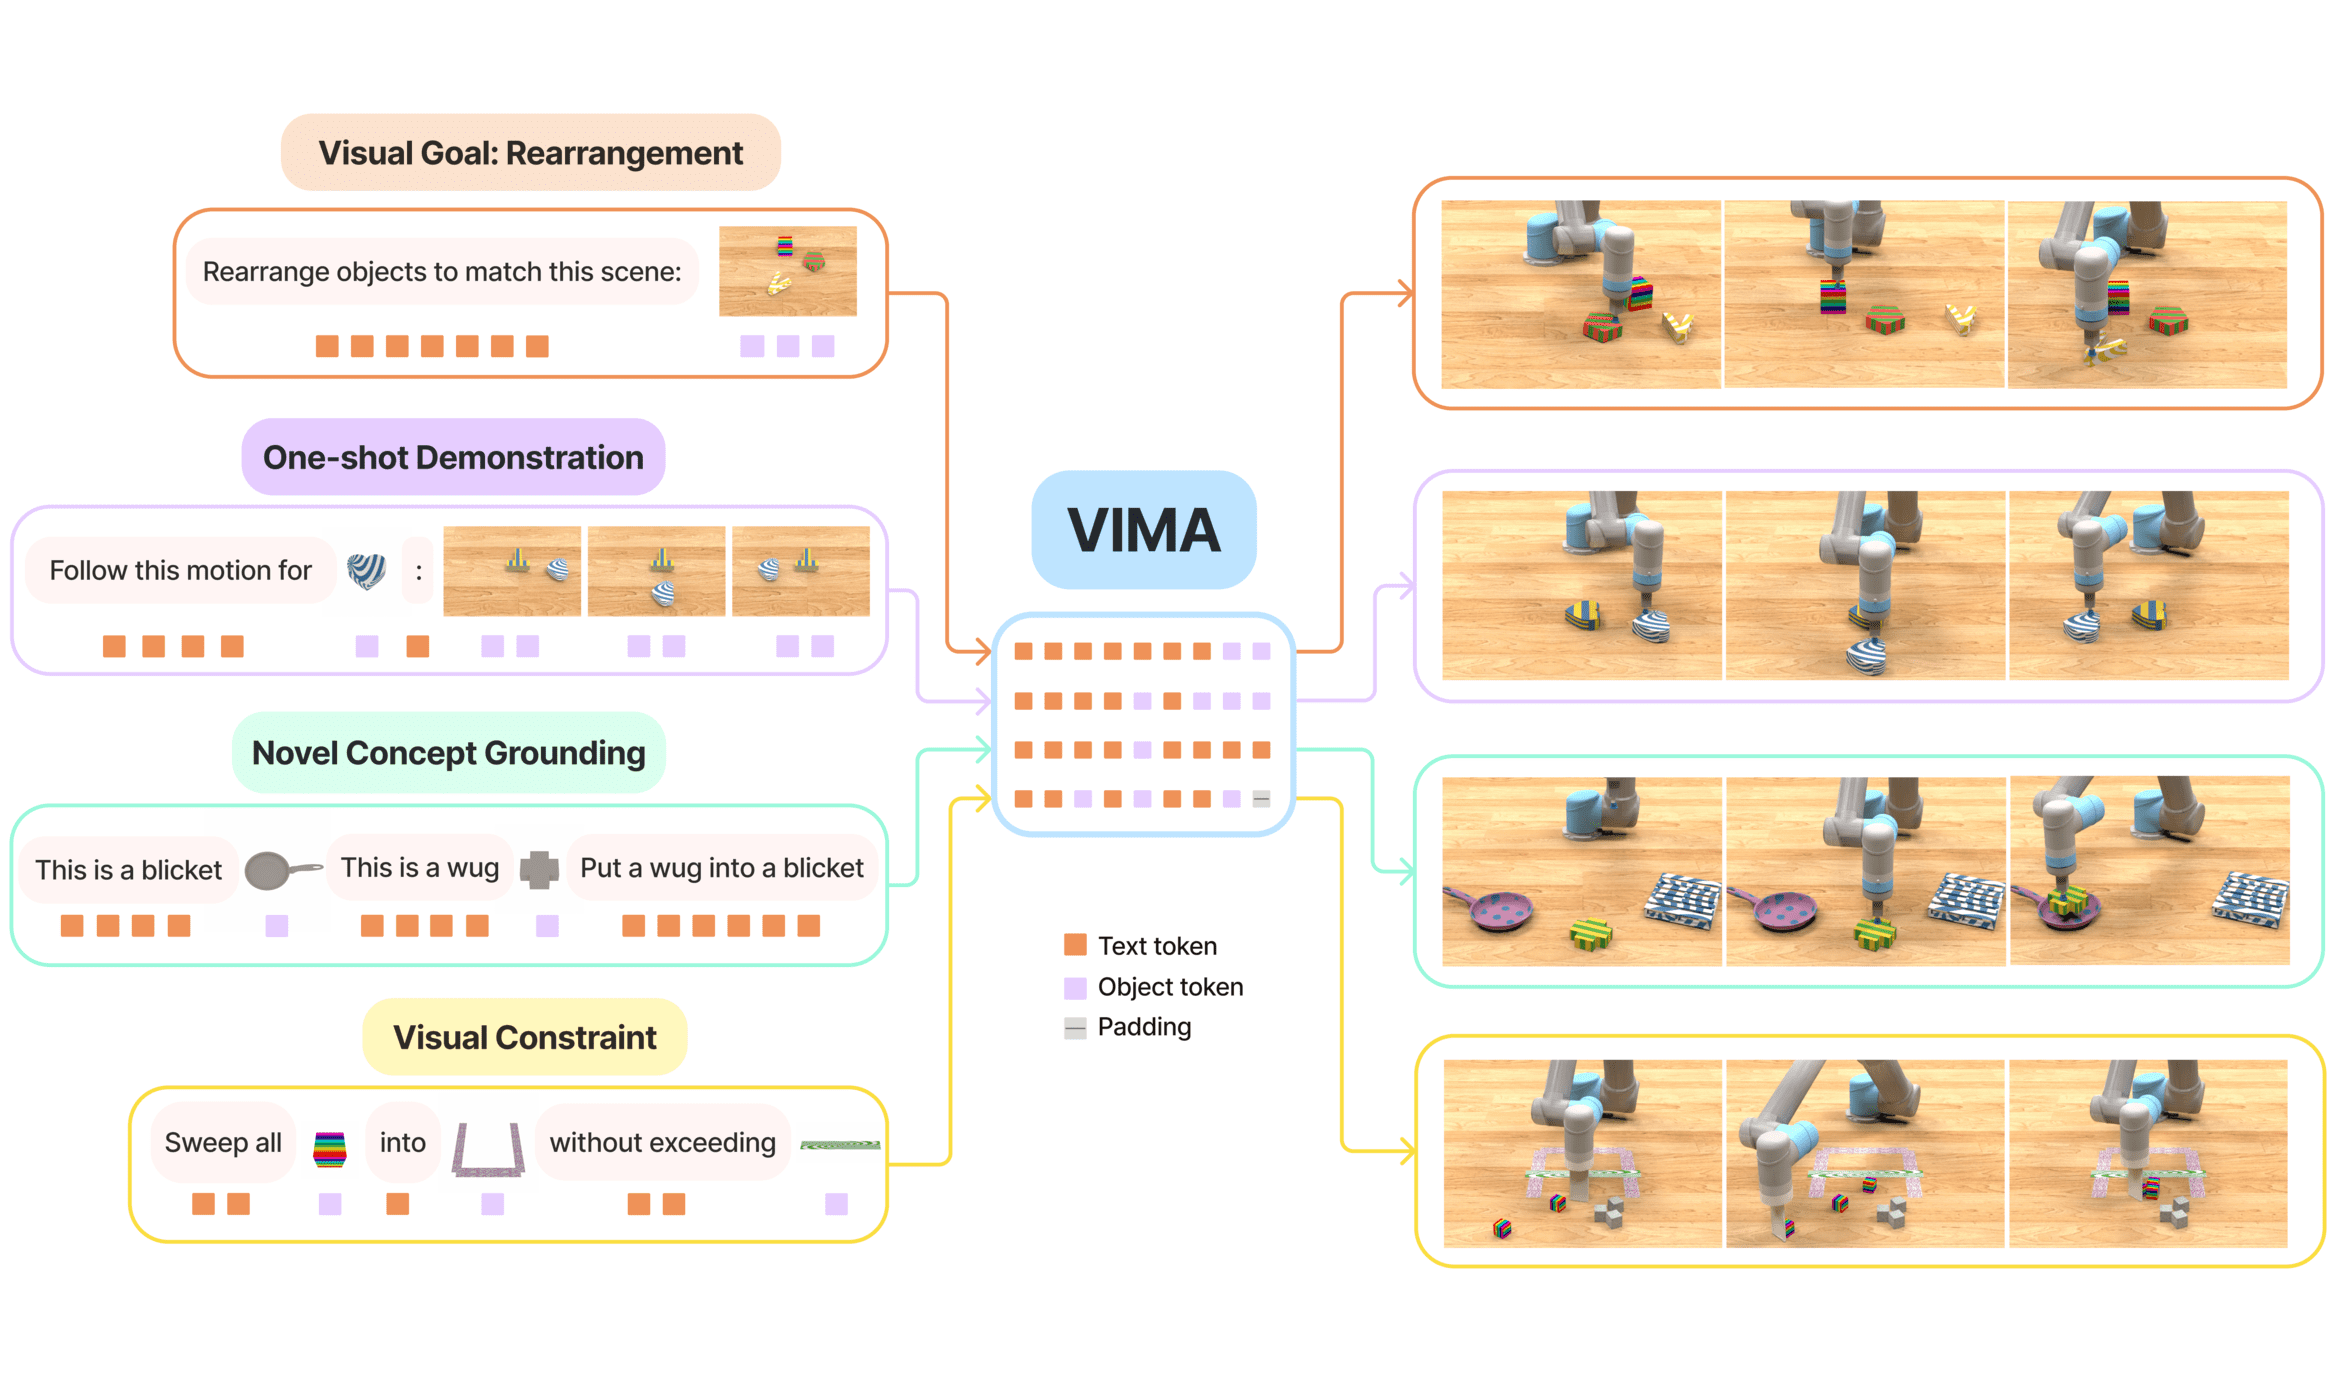 Visual Goal: Rearrangement
Rearrange objects to match this scene:
One-shot Demonstration
Follow this motion for :
Novel Concept Grounding
This is a blicket This is a wug Put a wug into a blicket
Visual Constraint
Sweep all into without exceeding
VIMA
Text token
Object token
Padding